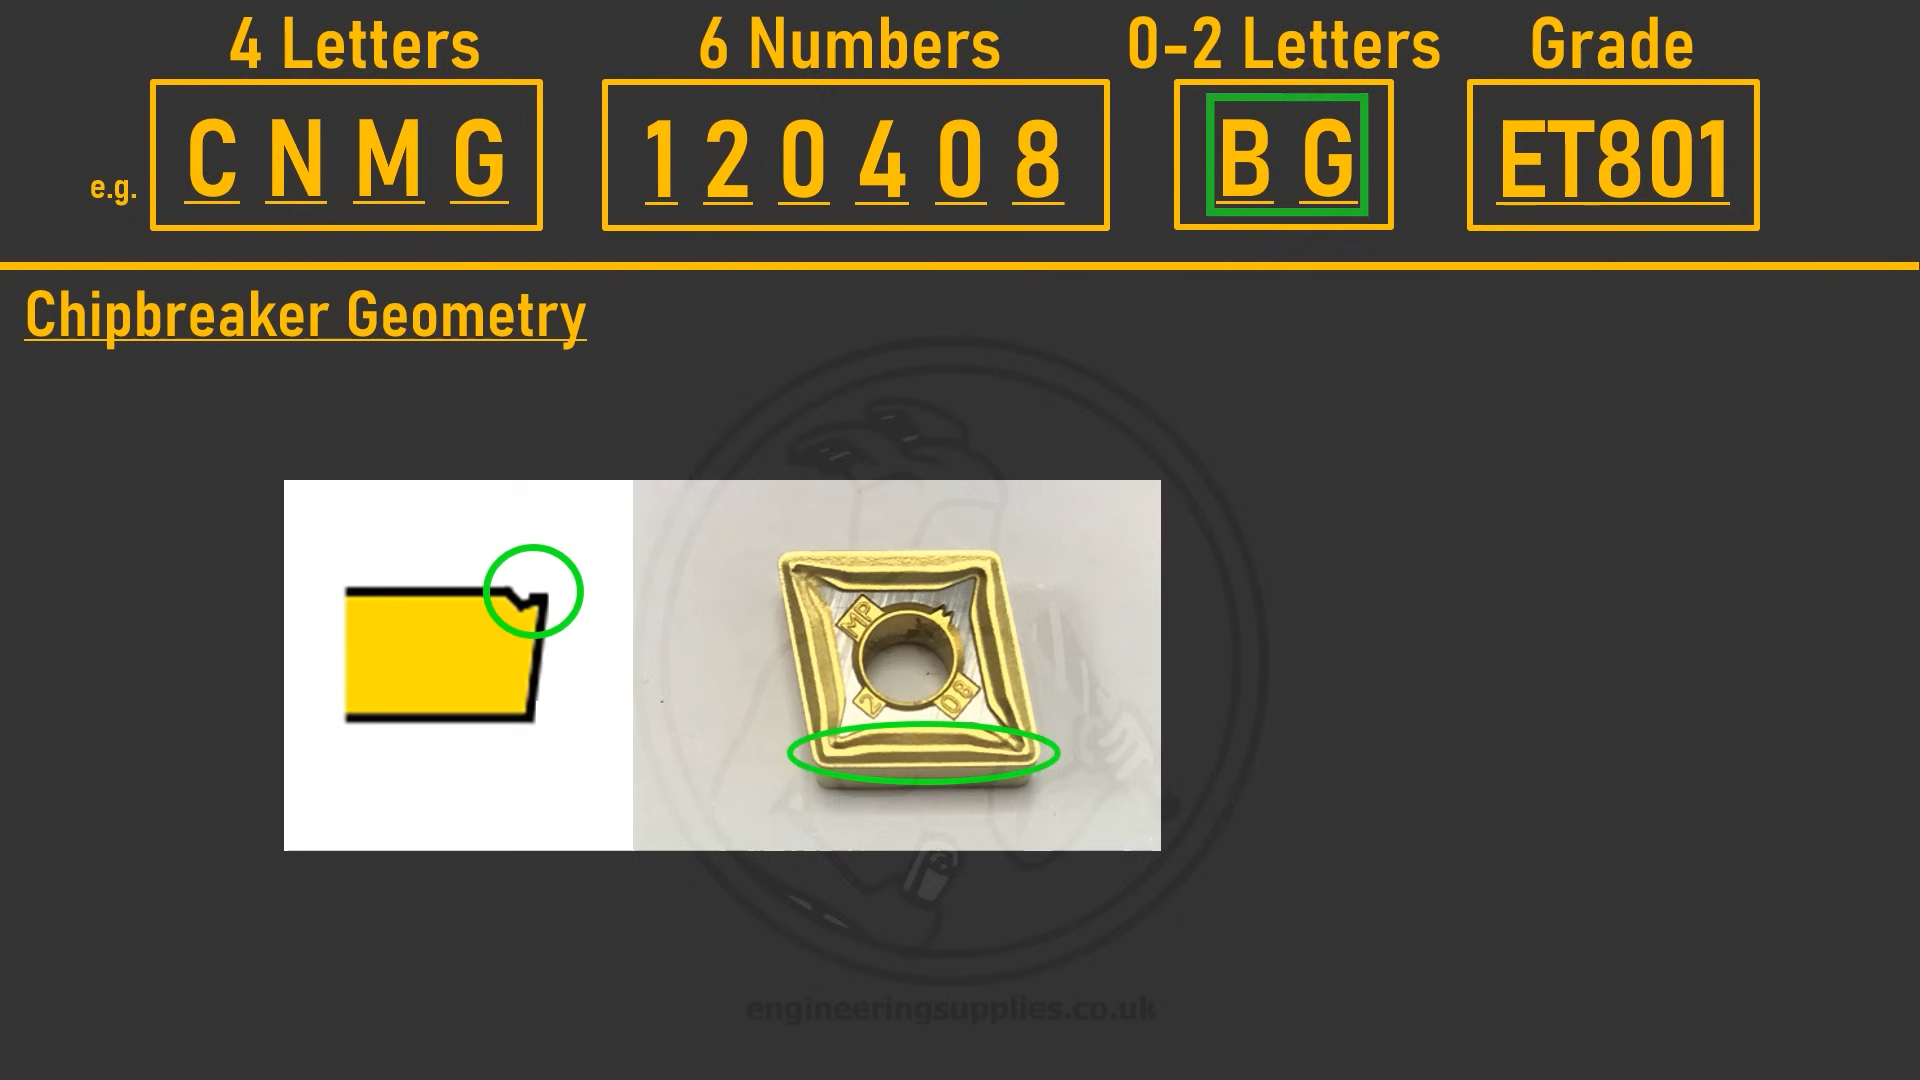 4 Letters 6 Numbers 0-2 Letters Grade
e.g. C N M G 1 2 0 4 0 8 B G ET801
Chipbreaker Geometry
MP
2 08
engineeringsupplies.co.uk